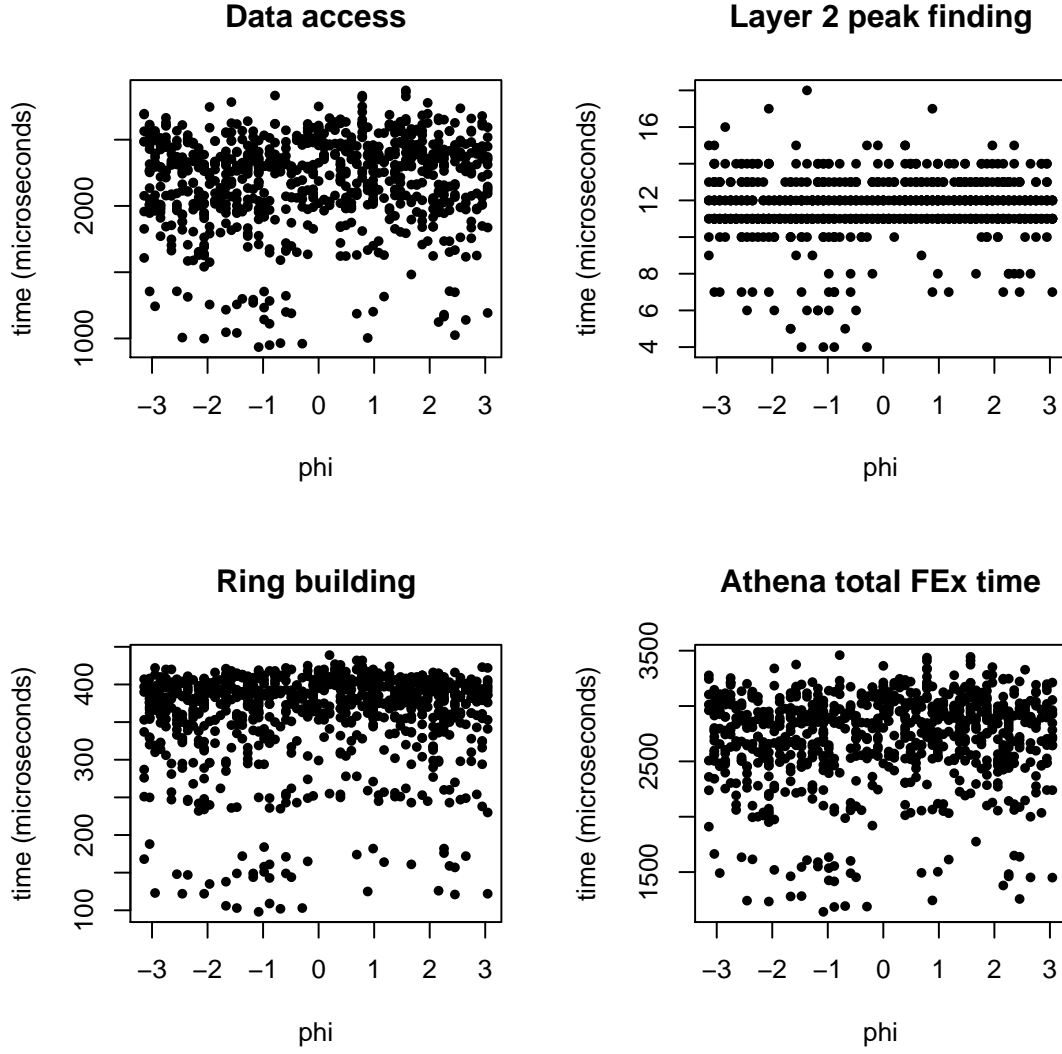 Data access
time (microseconds)
1000
2000
−3 −2 −1 0 1 2 3
phi
Layer 2 peak finding
time (microseconds)
4 6 8 12 16
−3 −2 −1 0 1 2 3
phi
Ring building
time (microseconds)
100 200 300 400
−3 −2 −1 0 1 2 3
phi
Athena total FEx time
time (microseconds)
1500 2500 3500
−3 −2 −1 0 1 2 3
phi